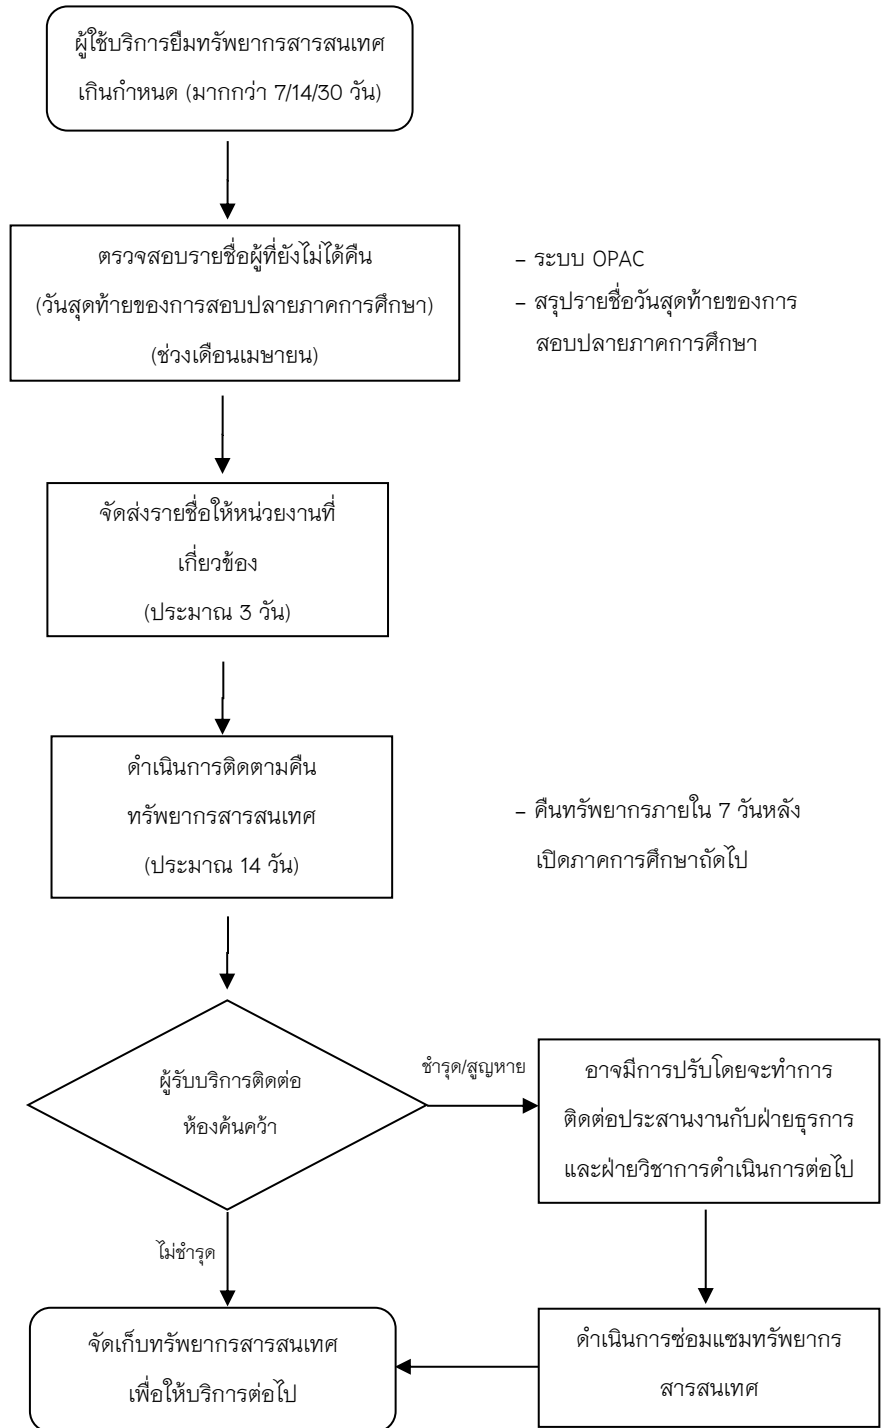 ผู้ใช้บริการยืมทรัพยากรสารสนเทศ
เกินกำหนด (มากกว่า 7/14/30 วัน)
ตรวจสอบรายชื่อผู้ที่ยังไม่ได้คืน
(วันสุดท้ายของการสอบปลายภาคการศึกษา)
(ช่วงเดือนเมษายน)
- ระบบ OPAC
- สรุปรายชื่อวันสุดท้ายของการ
สอบปลายภาคการศึกษา
จัดส่งรายชื่อให้หน่วยงานที่
เกี่ยวข้อง
(ประมาณ 3 วัน)
ดำเนินการติดตามคืน
ทรัพยากรสารสนเทศ
(ประมาณ 14 วัน)
- คืนทรัพยากรภายใน 7 วันหลัง
เปิดภาคการศึกษาถัดไป
ผู้รับบริการติดต่อ
ห้องค้นคว้า
ชำรุด/สูญหาย
อาจมีการปรับโดยจะทำการ
ติดต่อประสานงานกับฝ่ายธุรการ
และฝ่ายวิชาการดำเนินการต่อไป
ไม่ชำรุด
จัดเก็บทรัพยากรสารสนเทศ
เพื่อให้บริการต่อไป
ดำเนินการซ่อมแซมทรัพยากร
สารสนเทศ